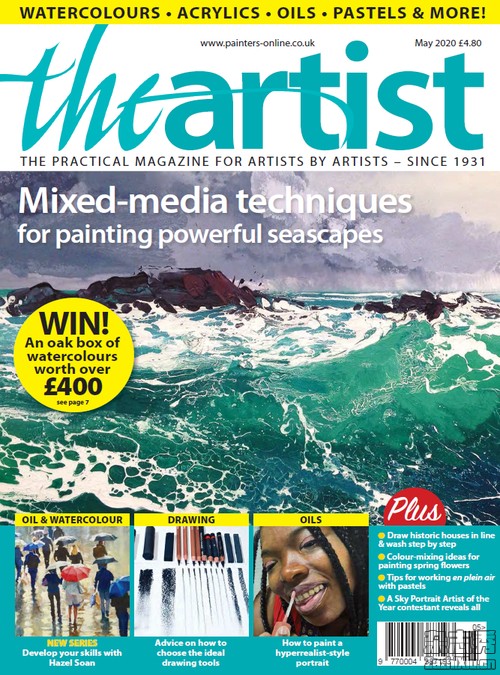 WATERCOLOURS • ACRYLICS • OILS • PASTELS & MORE!
www.painters-online.co.uk
May 2020 £4.80
the artist
THE PRACTICAL MAGAZINE FOR ARTISTS BY ARTISTS – SINCE 1931
Mixed-media techniques
for painting powerful seascapes
WIN!
An oak box of
watercolours
worth over
£400
see page 7
Plus
Draw historic houses in line
& wash step by step
Colour-mixing ideas for
painting spring flowers
Tips for working en plein air
with pastels
A Sky Portrait Artist of the
Year contestant reveals all
OIL & WATERCOLOUR
NEW SERIES
Develop your skills with
Hazel Soan
DRAWING
Advice on how to
choose the ideal
drawing tools
OILS
How to paint a
hyperrealist-style
portrait
05>
9 770004